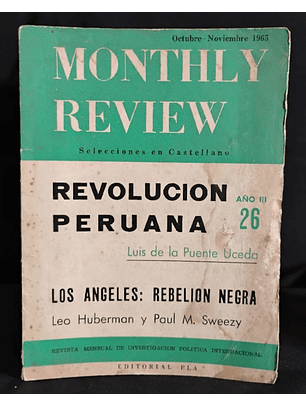 Octubre-Noviembre 1965
MONTHLY
REVIEW
Selecciones en Castellano
REVOLUCION
PERUANA
AÑO III
26
Luis de la Puente Uceda
LOS ANGELES: REBELION NEGRA
Leo Huberman y Paul M. Sweezy
REVISTA MENSUAL DE INVESTIGACION POLITICA INTERNACIONAL
EDITORIAL PLA